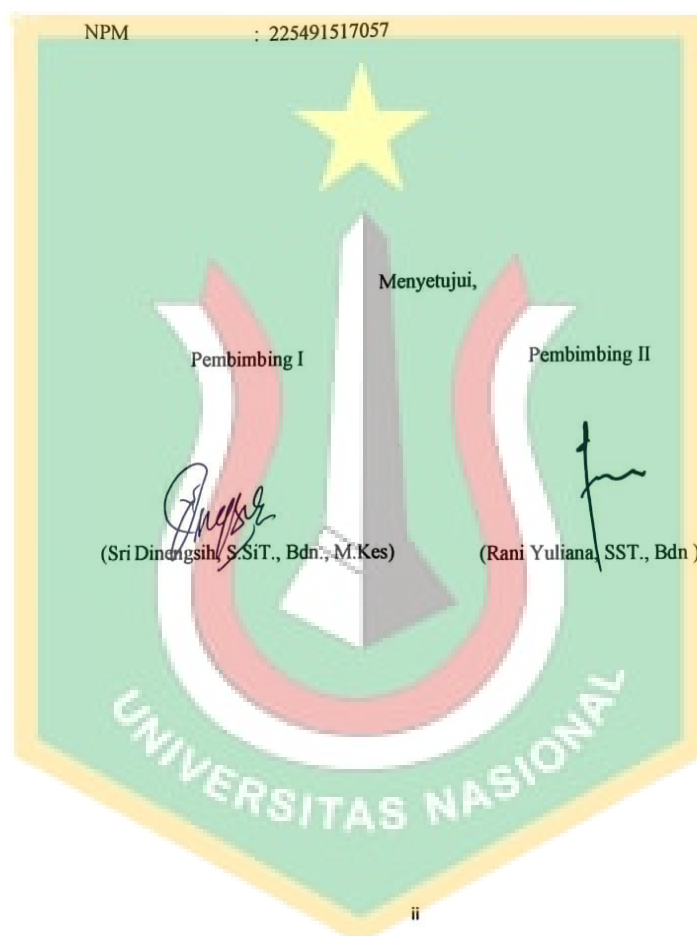 NPM : 225491517057
Menyetujui,
Pembimbing I Pembimbing II
(Sri Dinengsih, S.SiT., Bdn., M.Kes) (Rani Yuliana, SST., Bdn )
UNIVERSITAS NASIONAL
ii